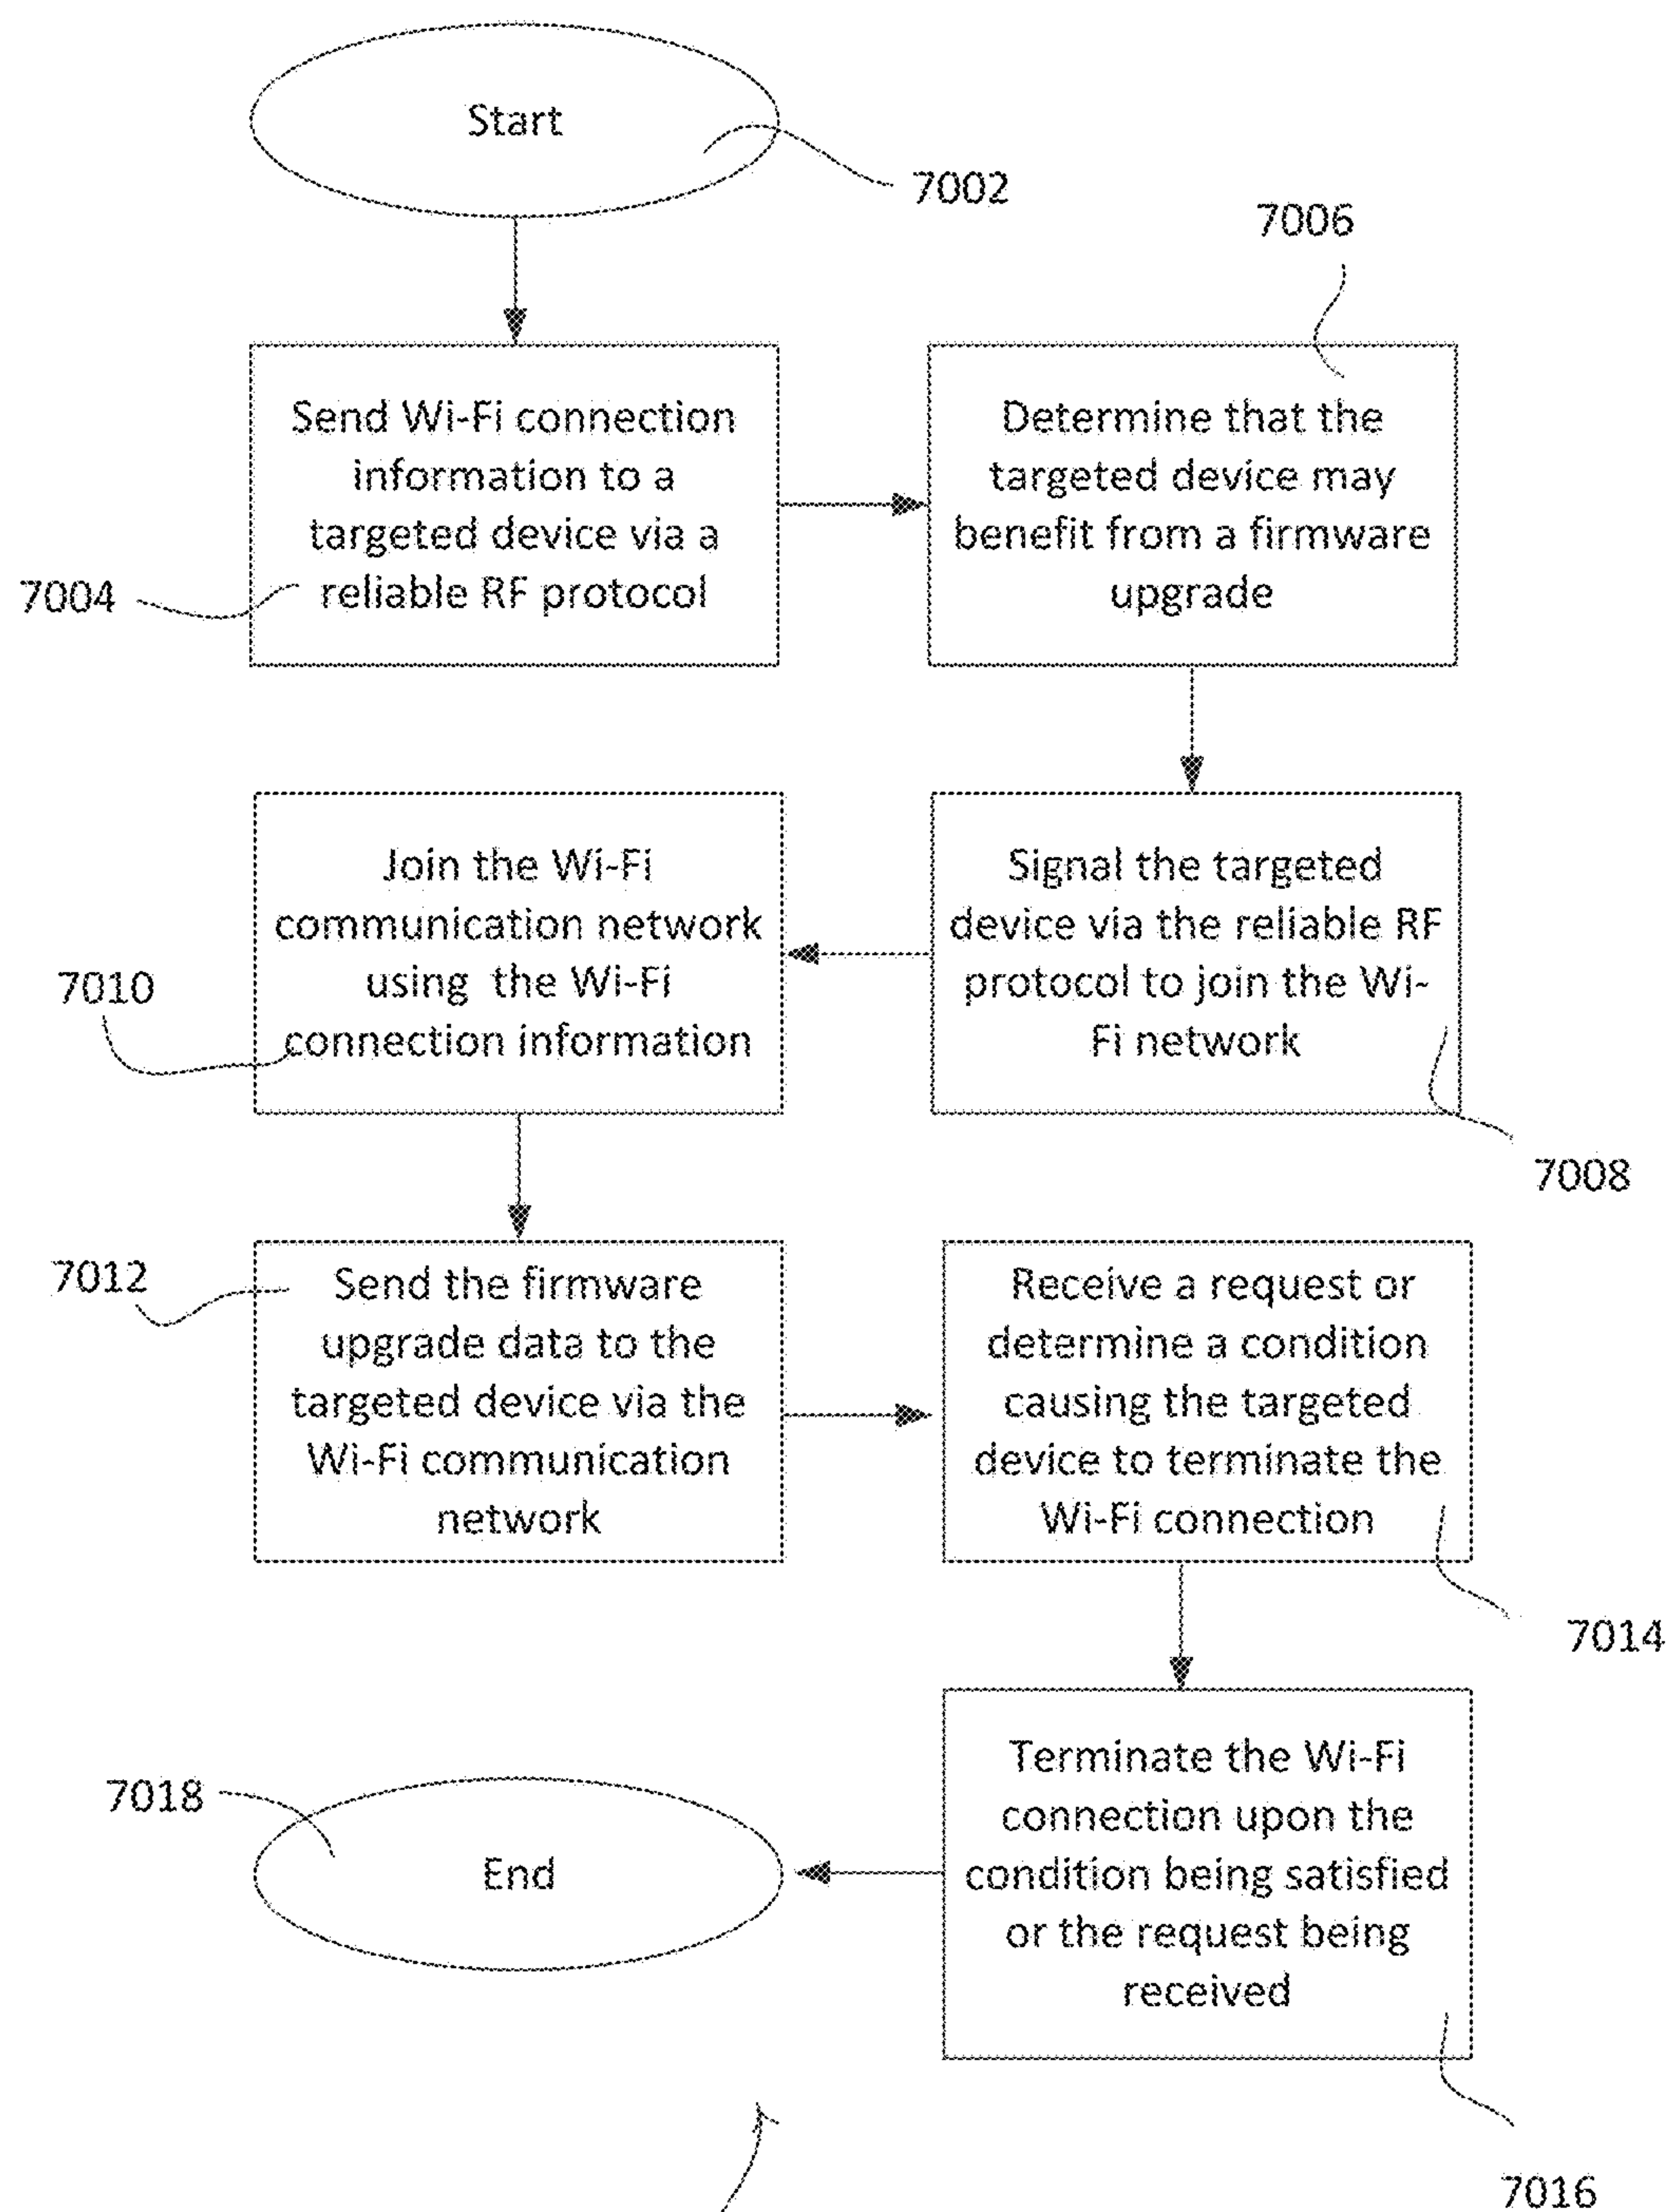 Start
7002
7006
Send Wi-Fi connection
information to a
targeted device via a
reliable RF protocol
7004
Determine that the
targeted device may
benefit from a firmware
upgrade
Join the Wi-Fi
communication network
using the Wi-Fi
connection information
7010
Signal the targeted
device via the reliable RF
protocol to join the Wi-
Fi network
7008
7012
Send the firmware
upgrade data to the
targeted device via the
Wi-Fi communication
network
Receive a request or
determine a condition
causing the targeted
device to terminate the
Wi-Fi connection
7014
7018
End
Terminate the Wi-Fi
connection upon the
condition being satisfied
or the request being
received
7016